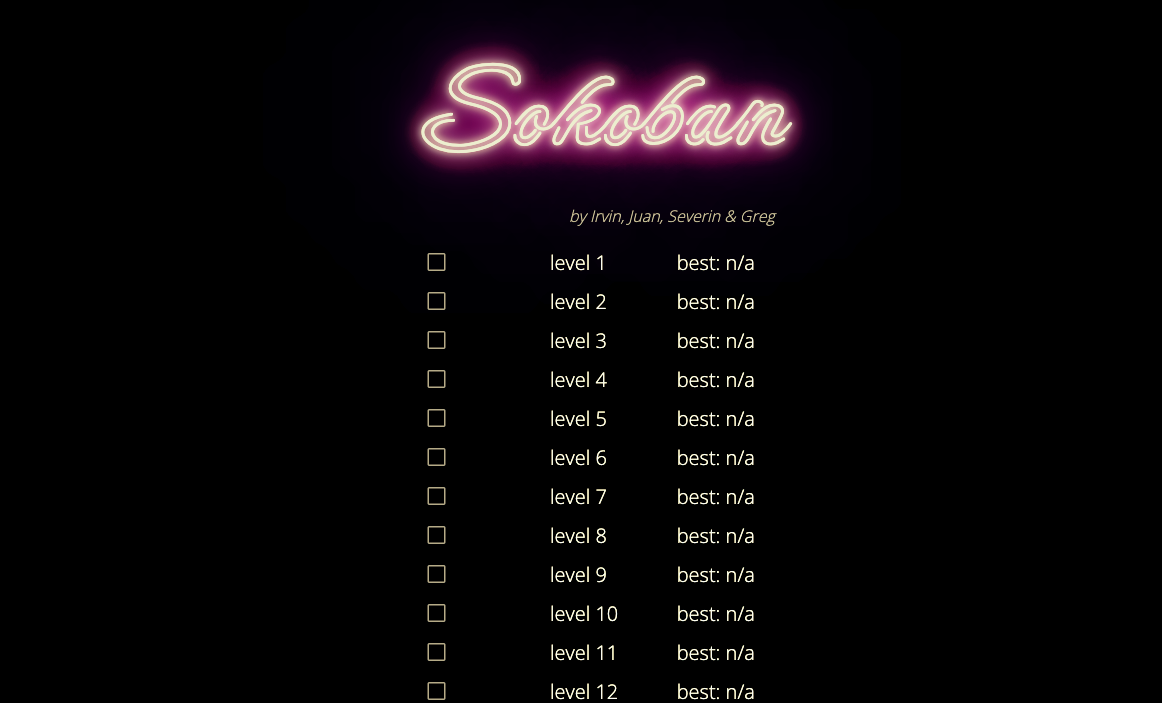 Sokoban
by Irvin, Juan, Severin & Greg
level 1 best: n/a
level 2 best: n/a
level 3 best: n/a
level 4 best: n/a
level 5 best: n/a
level 6 best: n/a
level 7 best: n/a
level 8 best: n/a
level 9 best: n/a
level 10 best: n/a
level 11 best: n/a
level 12 best: n/a